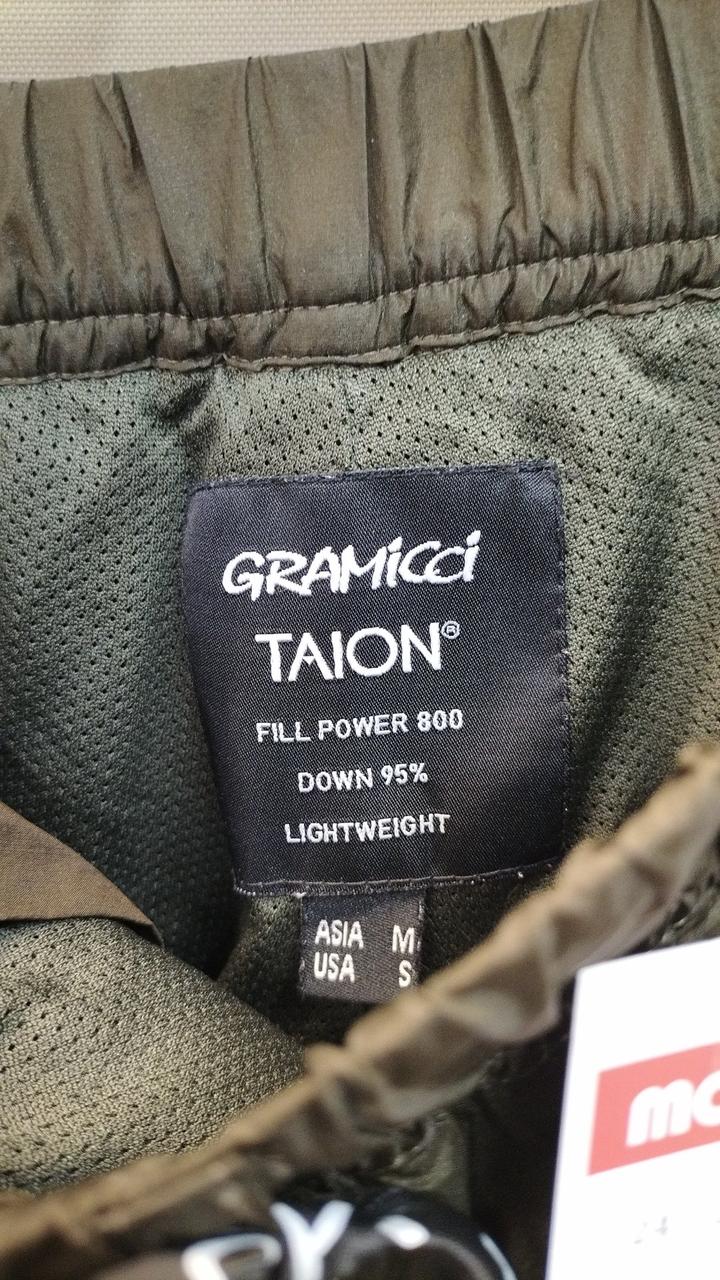 GRAMiCCi
TAION®
FILL POWER 800
DOWN 95%
LIGHTWEIGHT
ASIA M
USA S